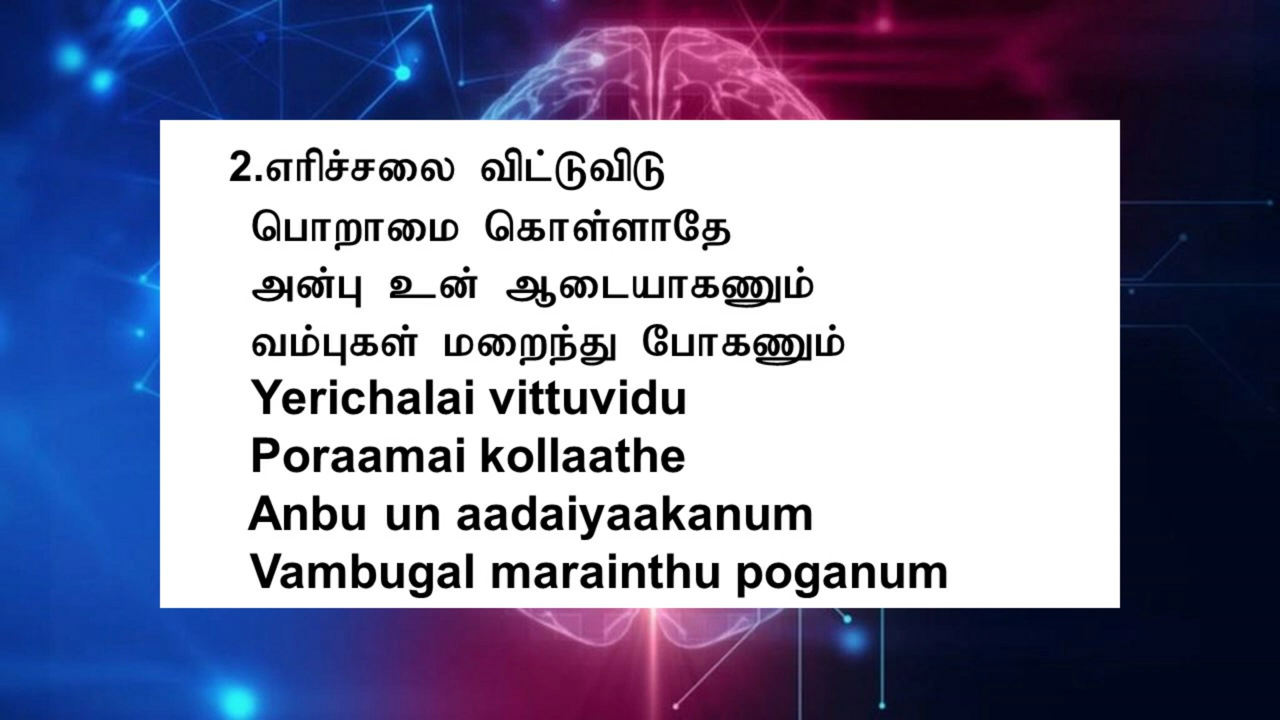 2.எரிச்சலை விட்டுவிடு
பொறாமை கொள்ளாதே
அன்பு உன் ஆடையாகணும்
வம்புகள் மறைந்து போகணும்
Yerichalai vittuvidu
Poraamai kollaathe
Anbu un aadaiyaakanum
Vambugal marainthu poganum